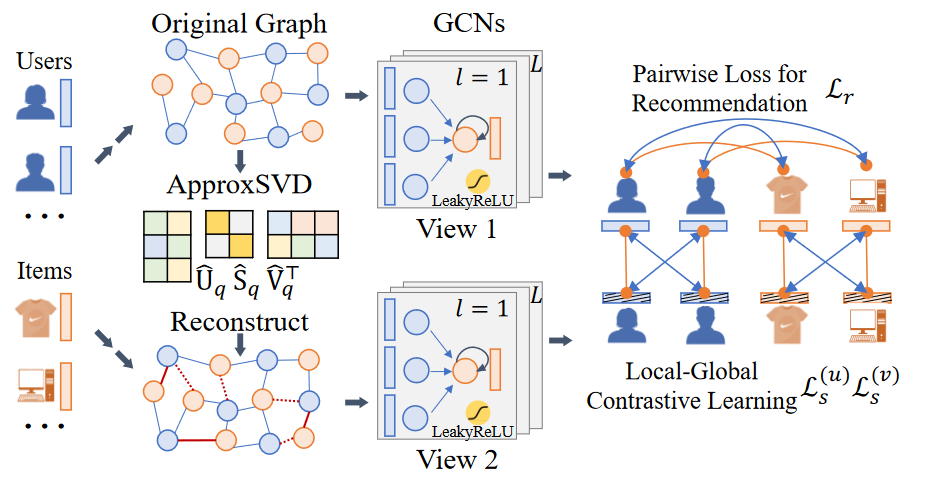 Original Graph
GCNs
Users
Items
...
...
ApproxSVD
Û_q Ŝ_q V̂_q^⊤
Reconstruct
l = 1
L
LeakyReLU
View 1
l = 1
L
LeakyReLU
View 2
Pairwise Loss for
Recommendation ℒ_r
Local-Global
Contrastive Learning ℒ_s^(u) ℒ_s^(v)